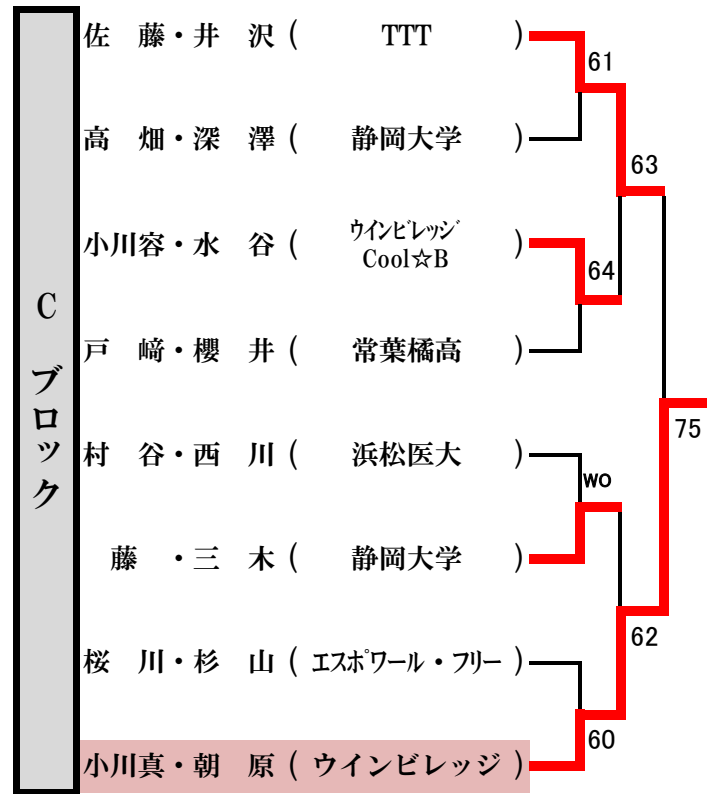 C ブロック
佐 藤・井 沢 ( TTT )
61
高 畑・深 澤 ( 静岡大学 )
63
小川容・水 谷 ( ウインビレッジ Cool☆B )
64
戸 﨑・櫻 井 ( 常葉橘高 )
75
村 谷・西 川 ( 浜松医大 )
wo
藤 ・三 木 ( 静岡大学 )
62
桜 川・杉 山 ( エスポワール・フリー )
60
小川真・朝 原 ( ウインビレッジ )